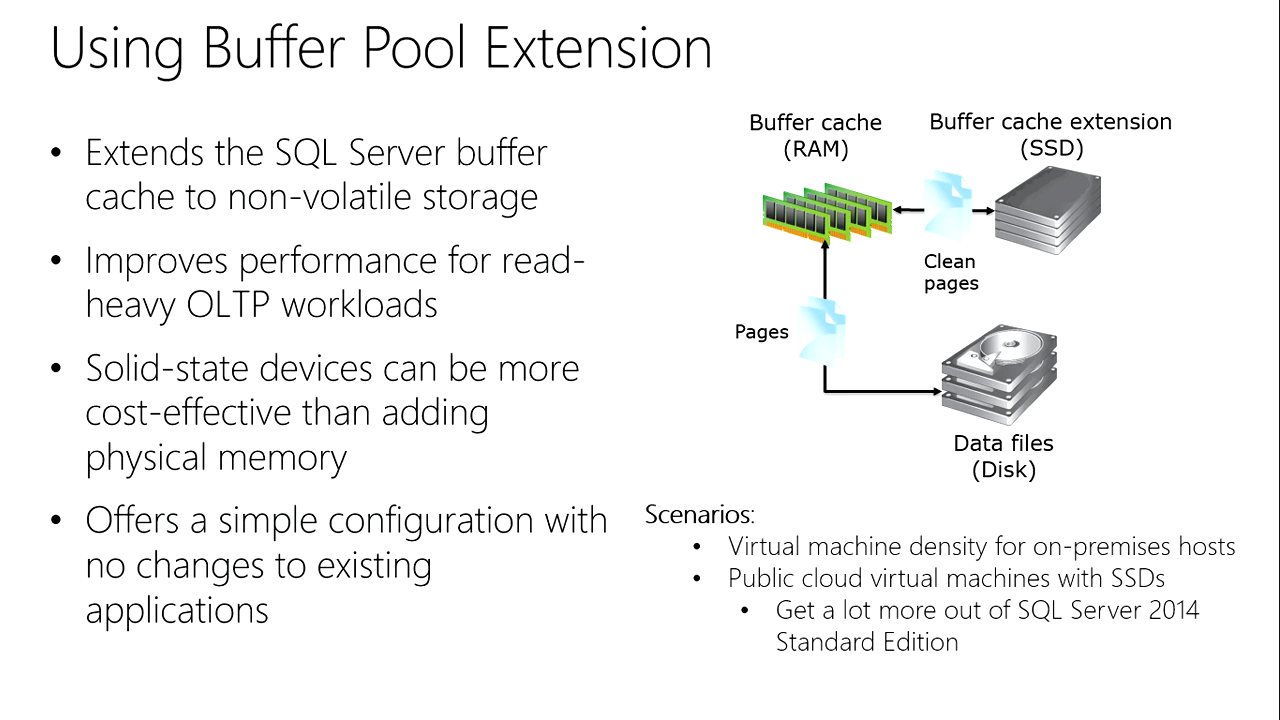 Using Buffer Pool Extension
• Extends the SQL Server buffer
cache to non-volatile storage
• Improves performance for read-
heavy OLTP workloads
• Solid-state devices can be more
cost-effective than adding
physical memory
• Offers a simple configuration with
no changes to existing
applications
Buffer cache
(RAM)
Buffer cache extension
(SSD)
Clean
pages
Pages
Data files
(Disk)
Scenarios:
• Virtual machine density for on-premises hosts
• Public cloud virtual machines with SSDs
• Get a lot more out of SQL Server 2014
Standard Edition